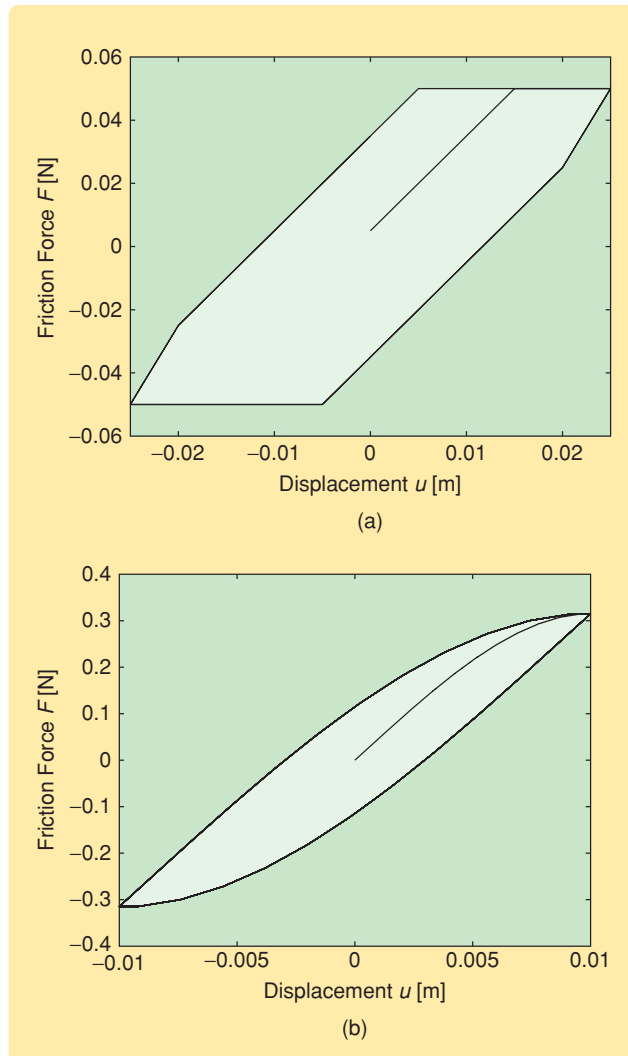 0.06
0.04
0.02
0
−0.02
−0.04
−0.06
Friction Force F [N]
−0.02 −0.01 0 0.01 0.02
Displacement u [m]
(a)
0.4
0.3
0.2
0.1
0
−0.1
−0.2
−0.3
−0.4
Friction Force F [N]
−0.01 −0.005 0 0.005 0.01
Displacement u [m]
(b)